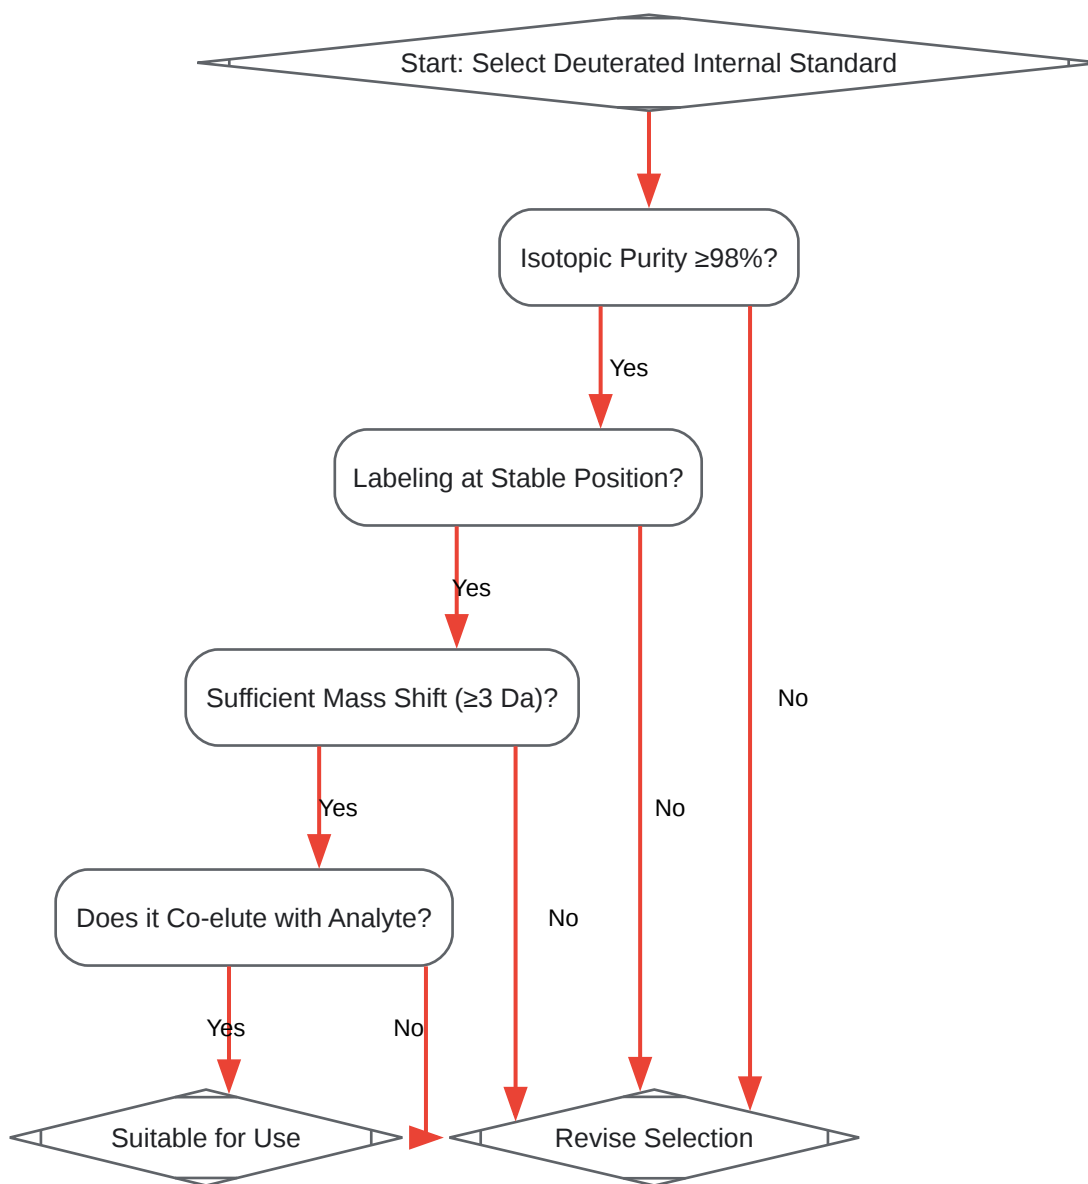 Start: Select Deuterated Internal Standard
Isotopic Purity ≥98%?
Yes
Labeling at Stable Position?
Yes
Sufficient Mass Shift (≥3 Da)?
No
Yes
No
Does it Co-elute with Analyte?
No
Yes
No
Suitable for Use
Revise Selection